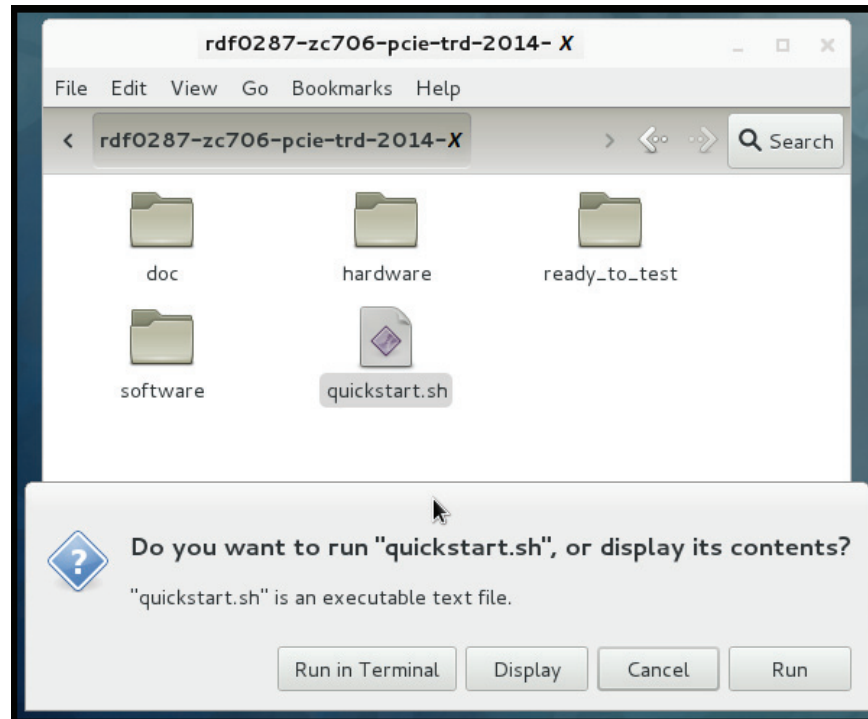 rdf0287-zc706-pcie-trd-2014- X
File Edit View Go Bookmarks Help
rdf0287-zc706-pcie-trd-2014-X Search
doc hardware ready_to_test
software quickstart.sh
Do you want to run "quickstart.sh", or display its contents?
"quickstart.sh" is an executable text file.
Run in Terminal Display Cancel Run